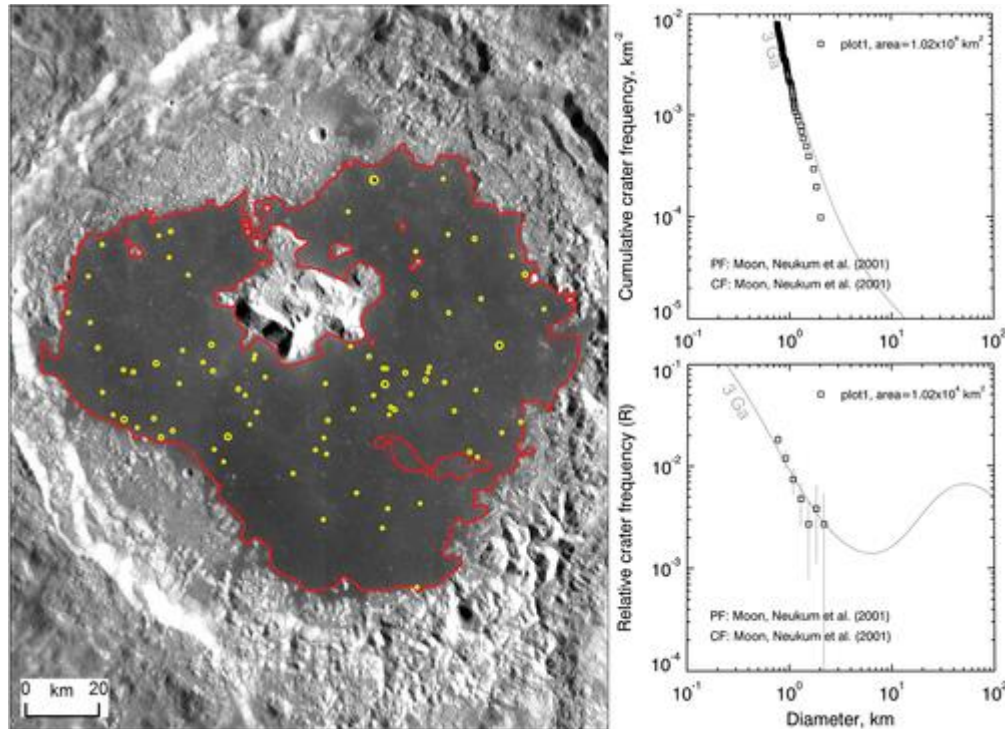 0 km 20
Cumulative crater frequency, km⁻²
10⁻²
10⁻³
10⁻⁴
10⁻⁵
3 Ga
plot1, area=1.02x10⁴ km²
PF: Moon, Neukum et al. (2001)
CF: Moon, Neukum et al. (2001)
10⁻¹ 10⁰ 10¹ 10²
Relative crater frequency (R)
10⁻¹
10⁻²
10⁻³
10⁻⁴
3 Ga
plot1, area=1.02x10⁴ km²
PF: Moon, Neukum et al. (2001)
CF: Moon, Neukum et al. (2001)
10⁻¹ 10⁰ 10¹ 10²
Diameter, km